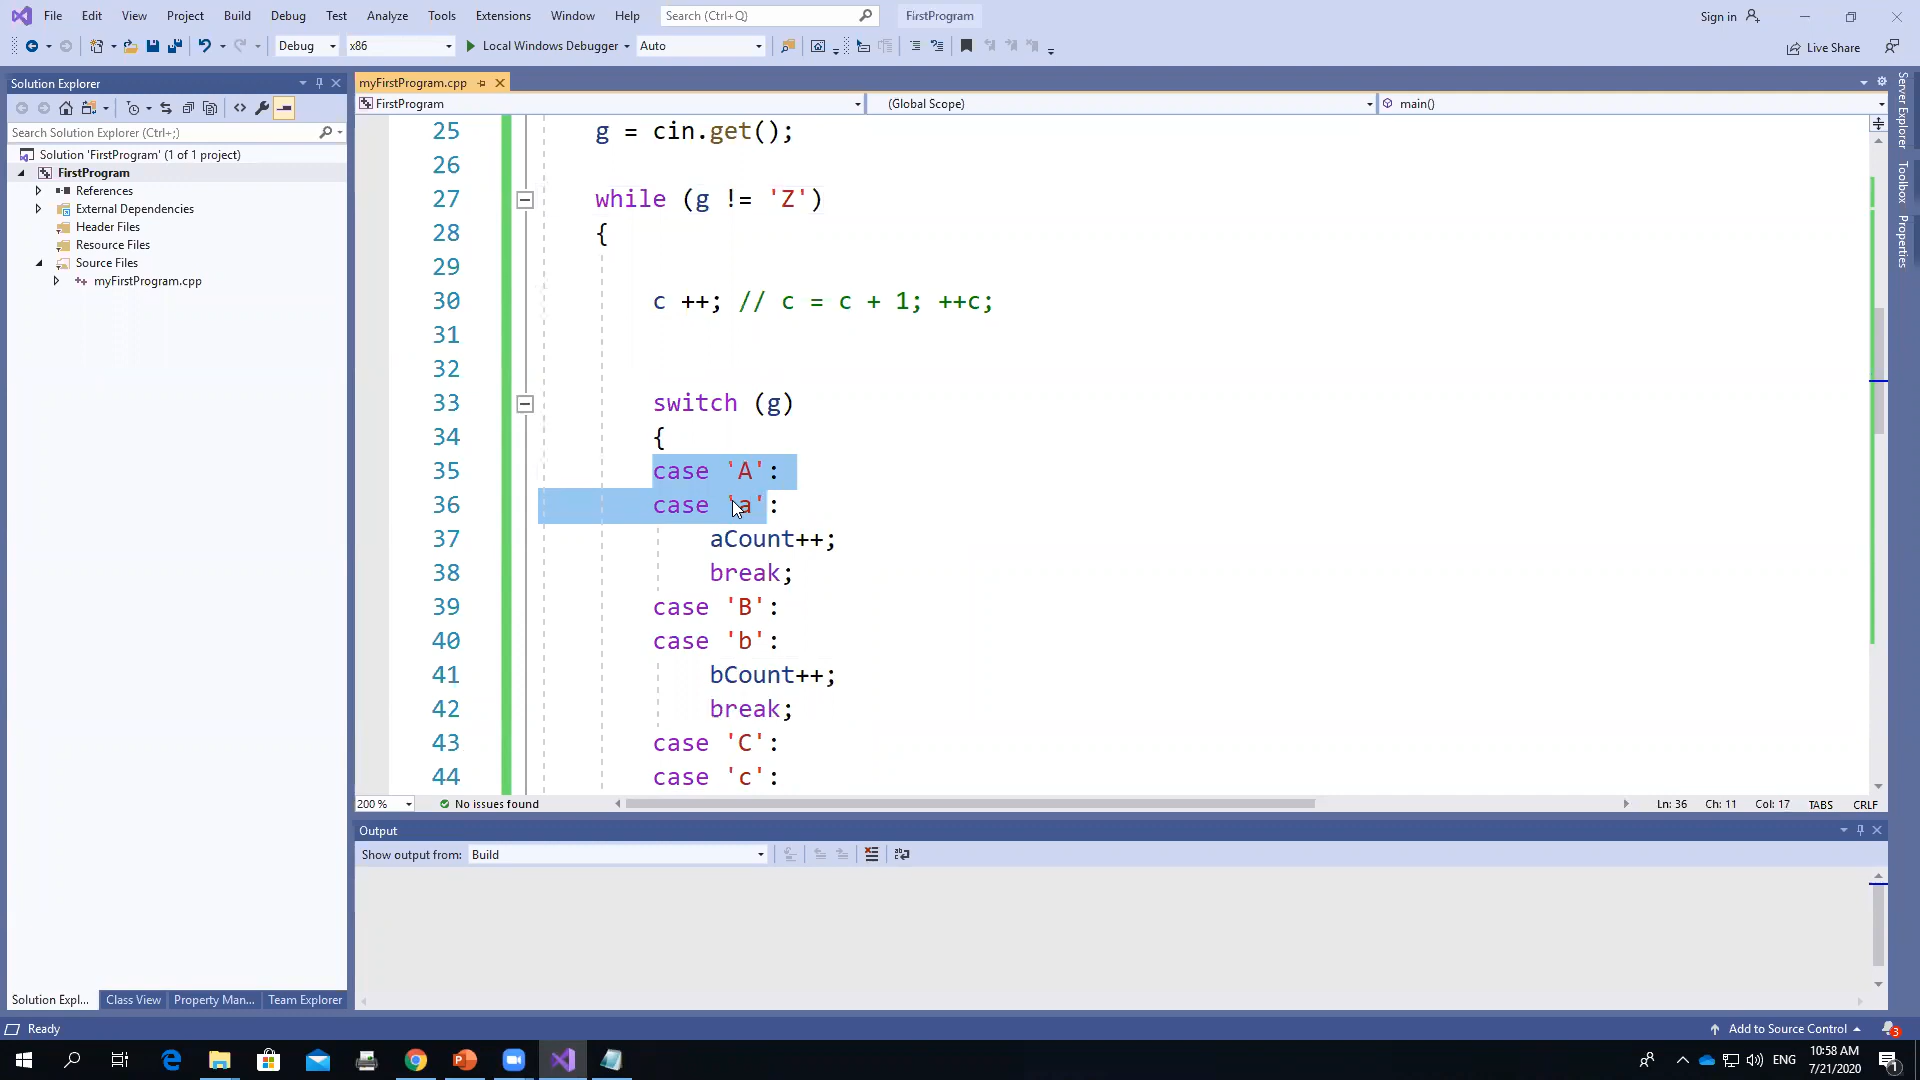 File Edit View Project Build Debug Test Analyze Tools Extensions Window Help Search (Ctrl+Q) FirstProgram Sign in
Debug x86 Local Windows Debugger Auto Live Share
Solution Explorer
Search Solution Explorer (Ctrl+;)
Solution 'FirstProgram' (1 of 1 project)
FirstProgram
References
External Dependencies
Header Files
Resource Files
Source Files
myFirstProgram.cpp
Solution Expl... Class View Property Man... Team Explorer
myFirstProgram.cpp
FirstProgram (Global Scope) main()
25 g = cin.get();
26
27 while (g != 'Z')
28 {
29
30 c ++; // c = c + 1; ++c;
31
32
33 switch (g)
34 {
35 case 'A':
36 case 'a':
37 aCount++;
38 break;
39 case 'B':
40 case 'b':
41 bCount++;
42 break;
43 case 'C':
44 case 'c':
200 % No issues found Ln: 36 Ch: 11 Col: 17 TABS CRLF
Output
Show output from: Build
Server Explorer
Toolbox
Properties
Ready Add to Source Control 3
ENG 10:58 AM
7/21/2020 1